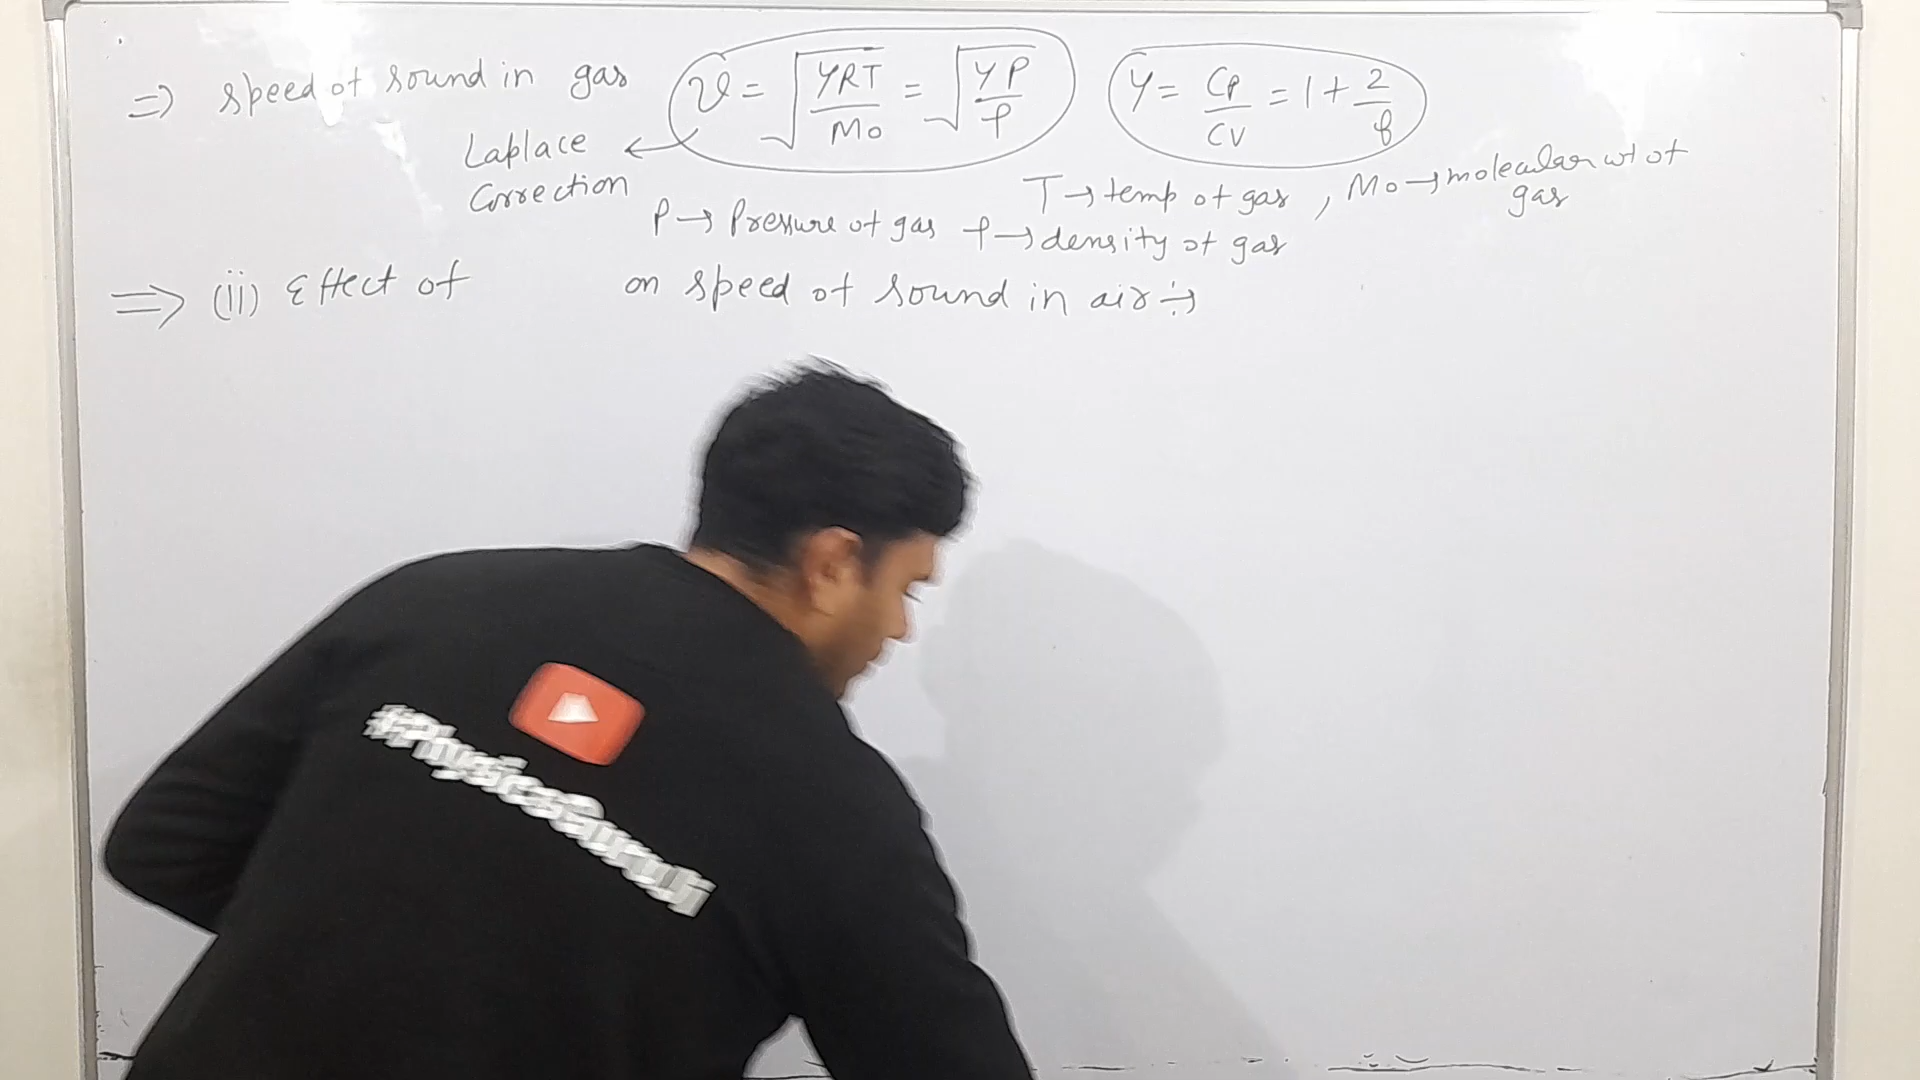 => speed of sound in gas v = √(γRT/M₀) = √(γP/ρ) γ = Cp/Cv = 1 + 2/f
Laplace Correction ←
T → temp of gas , M₀ → molecular wt of gas
P → Pressure of gas ρ → density of gas
=> (ii) Effect of on speed of sound in air :→